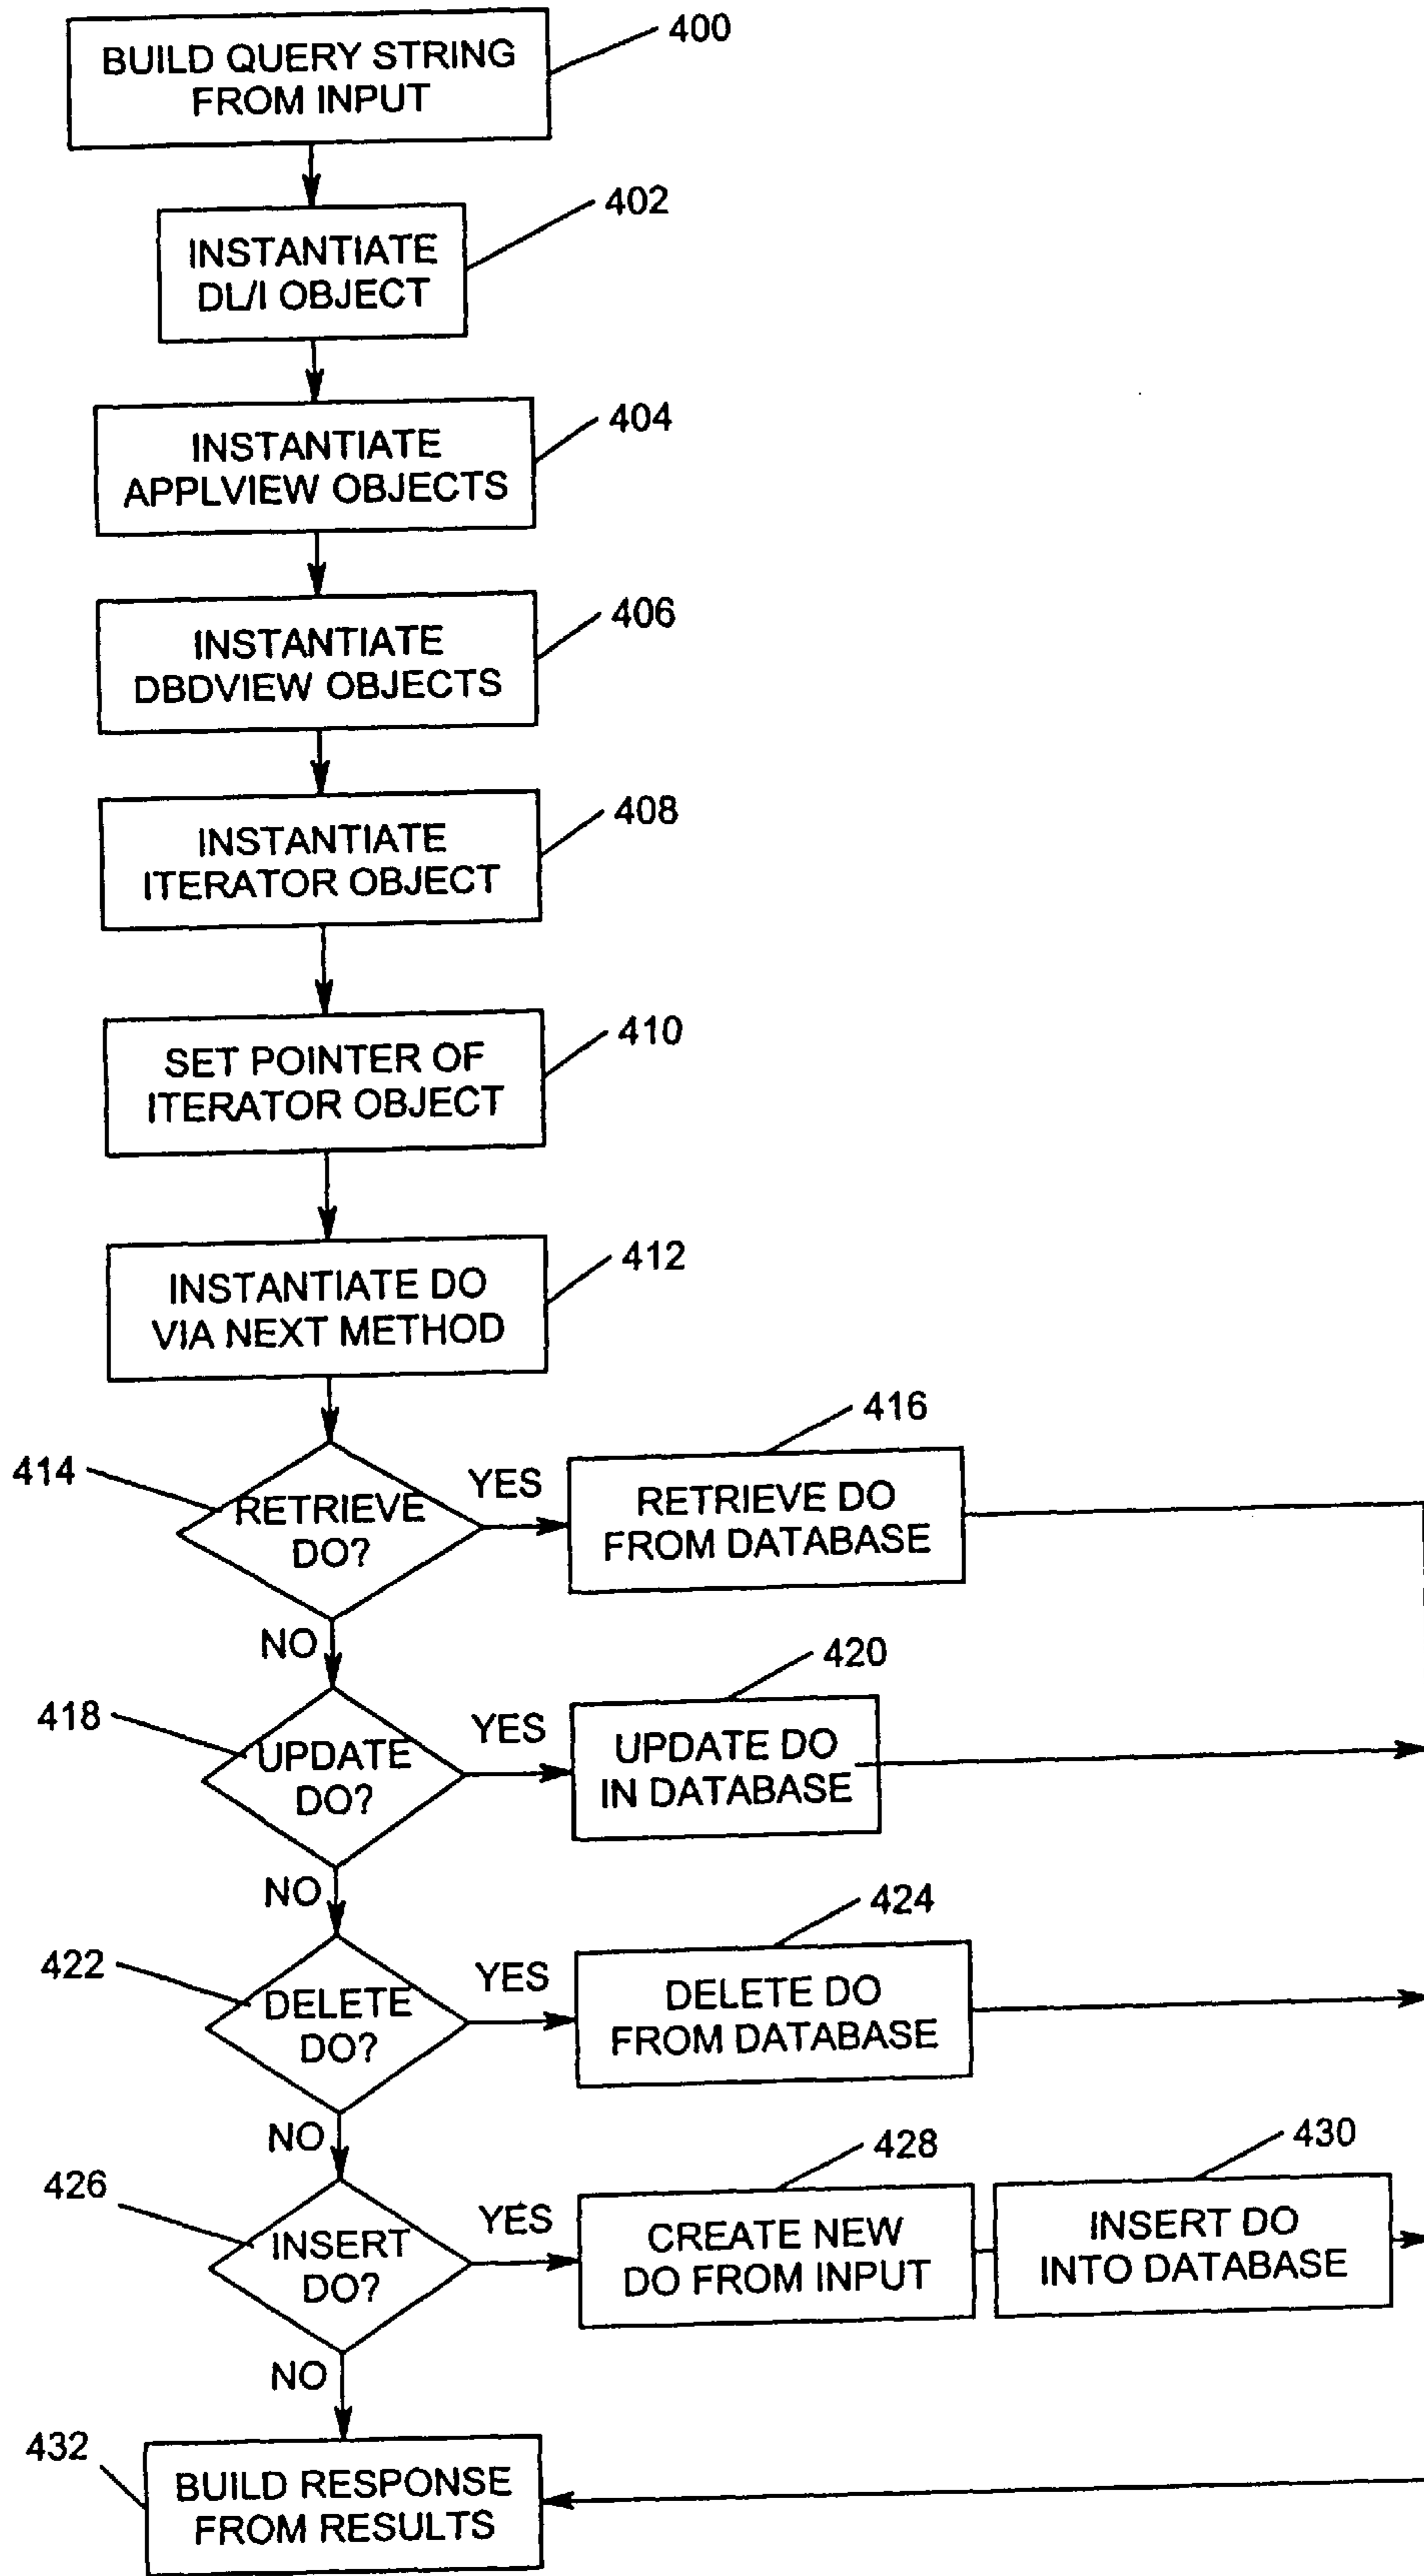 BUILD QUERY STRING
FROM INPUT
400
INSTANTIATE
DL/I OBJECT
402
INSTANTIATE
APPLVIEW OBJECTS
404
INSTANTIATE
DBDVIEW OBJECTS
406
INSTANTIATE
ITERATOR OBJECT
408
SET POINTER OF
ITERATOR OBJECT
410
INSTANTIATE DO
VIA NEXT METHOD
412
414
RETRIEVE
DO?
YES
416
RETRIEVE DO
FROM DATABASE
NO
418
UPDATE
DO?
YES
420
UPDATE DO
IN DATABASE
NO
422
DELETE
DO?
YES
424
DELETE DO
FROM DATABASE
NO
426
INSERT
DO?
YES
428
CREATE NEW
DO FROM INPUT
430
INSERT DO
INTO DATABASE
NO
432
BUILD RESPONSE
FROM RESULTS